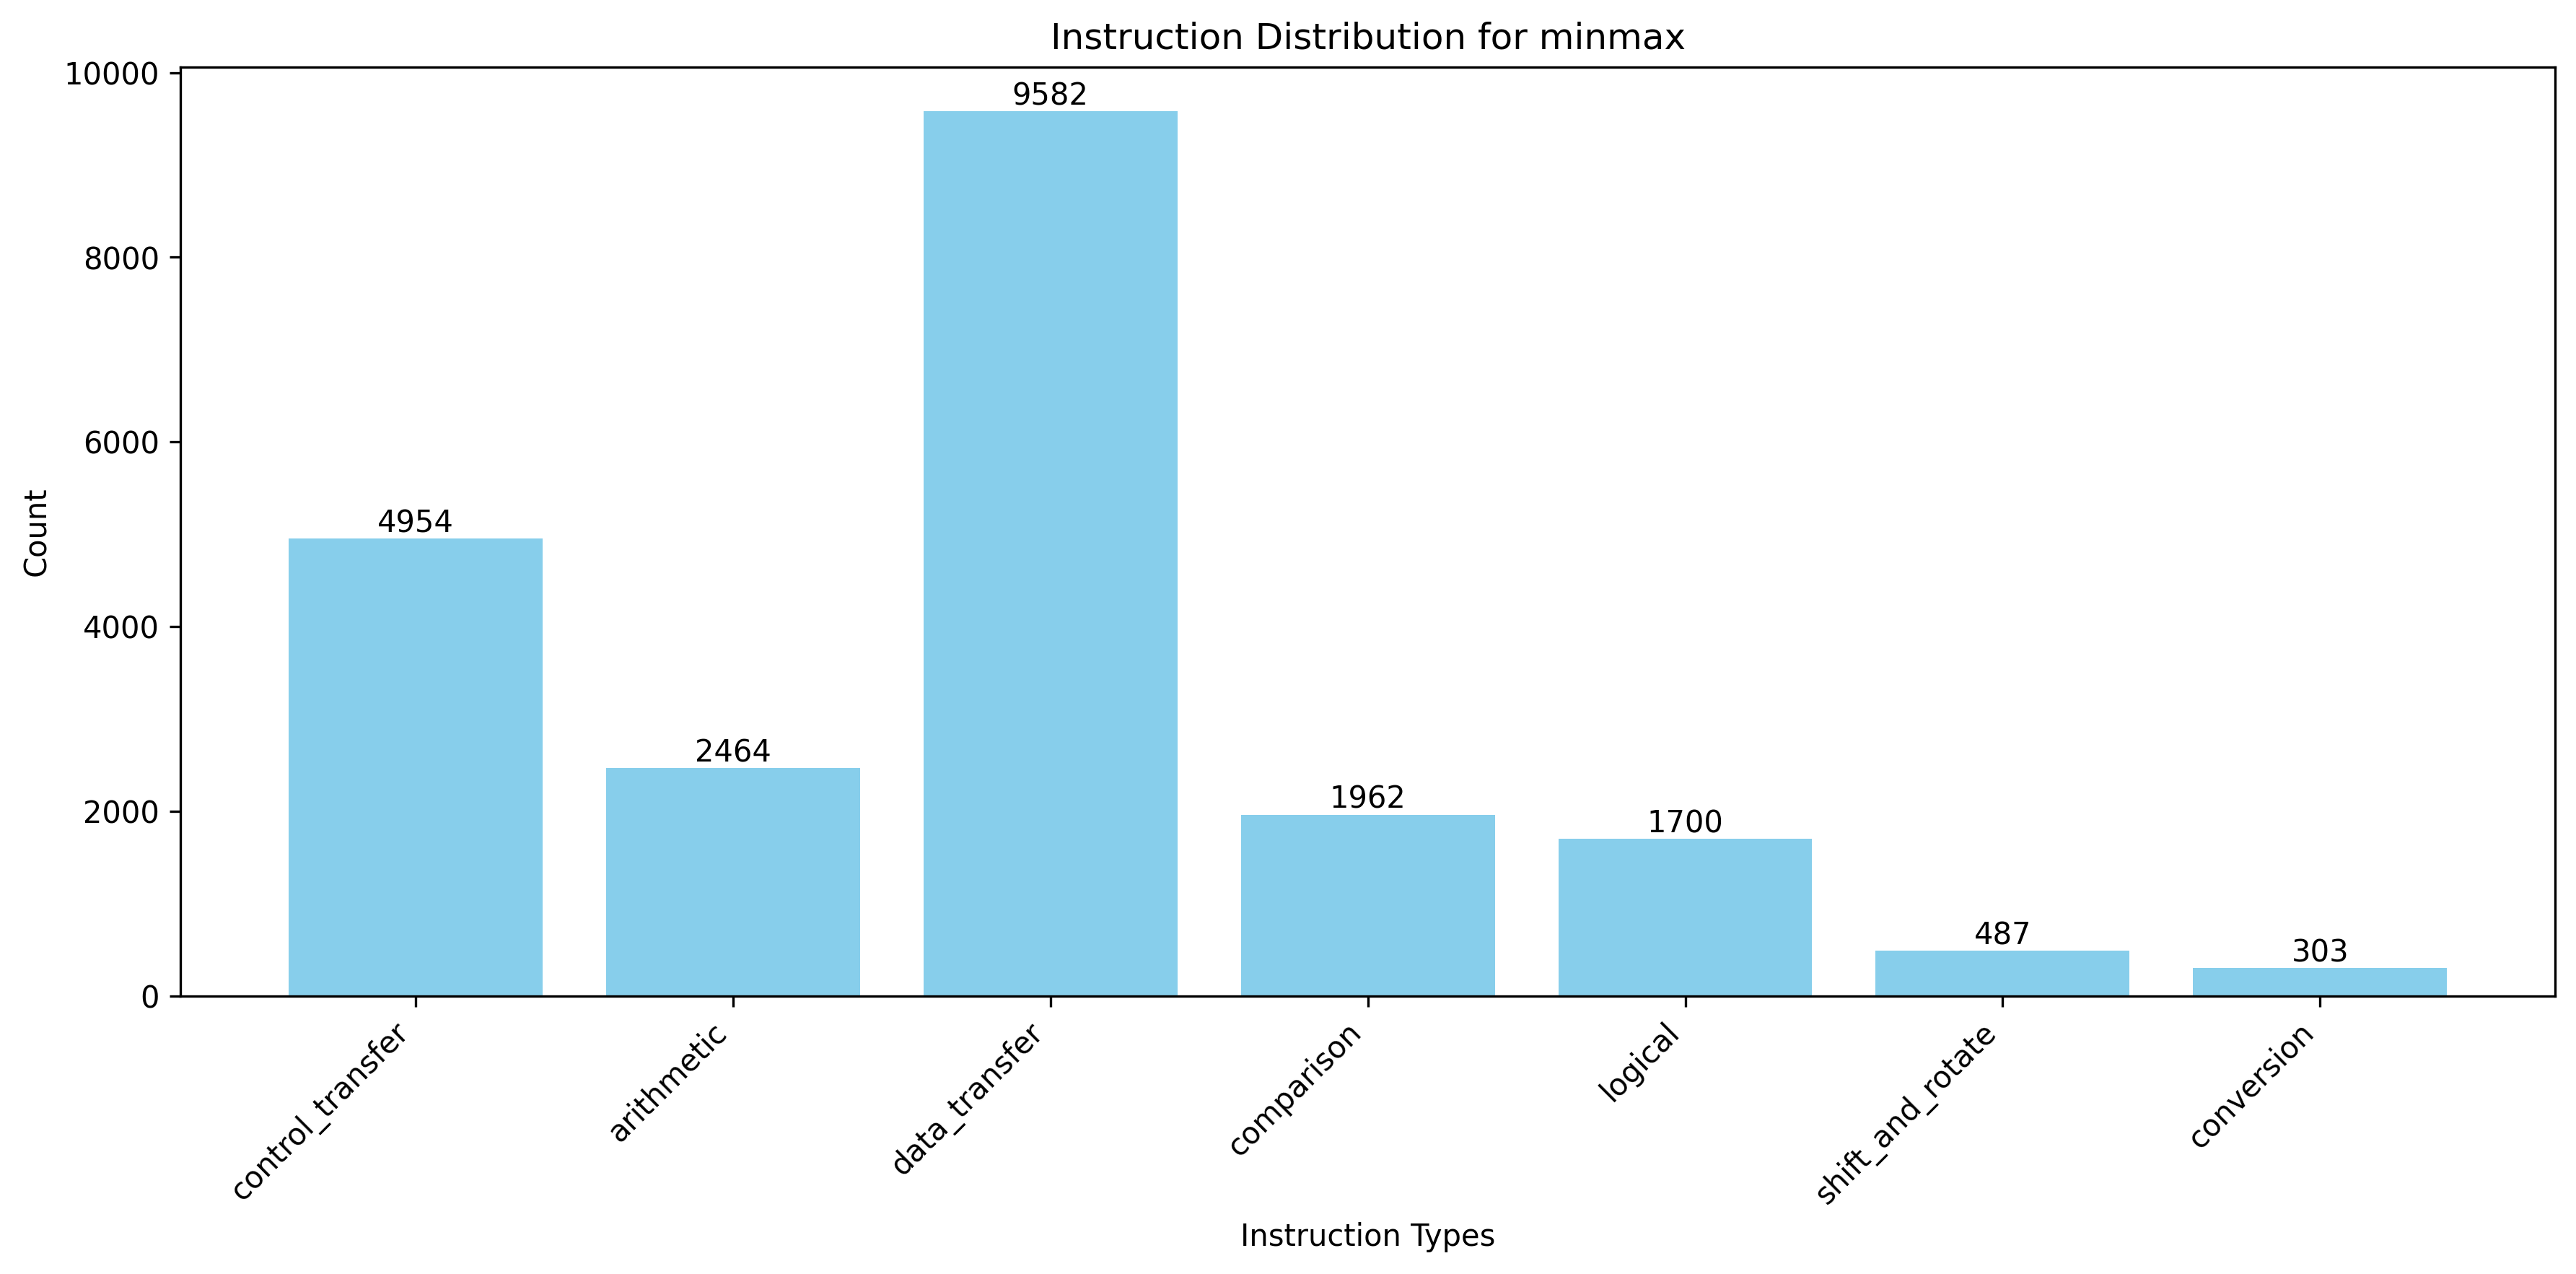 Instruction Distribution for minmax
10000
8000
6000
4000
2000
0
Count
4954
2464
9582
1962
1700
487
303
control_transfer
arithmetic
data_transfer
comparison
logical
shift_and_rotate
conversion
Instruction Types